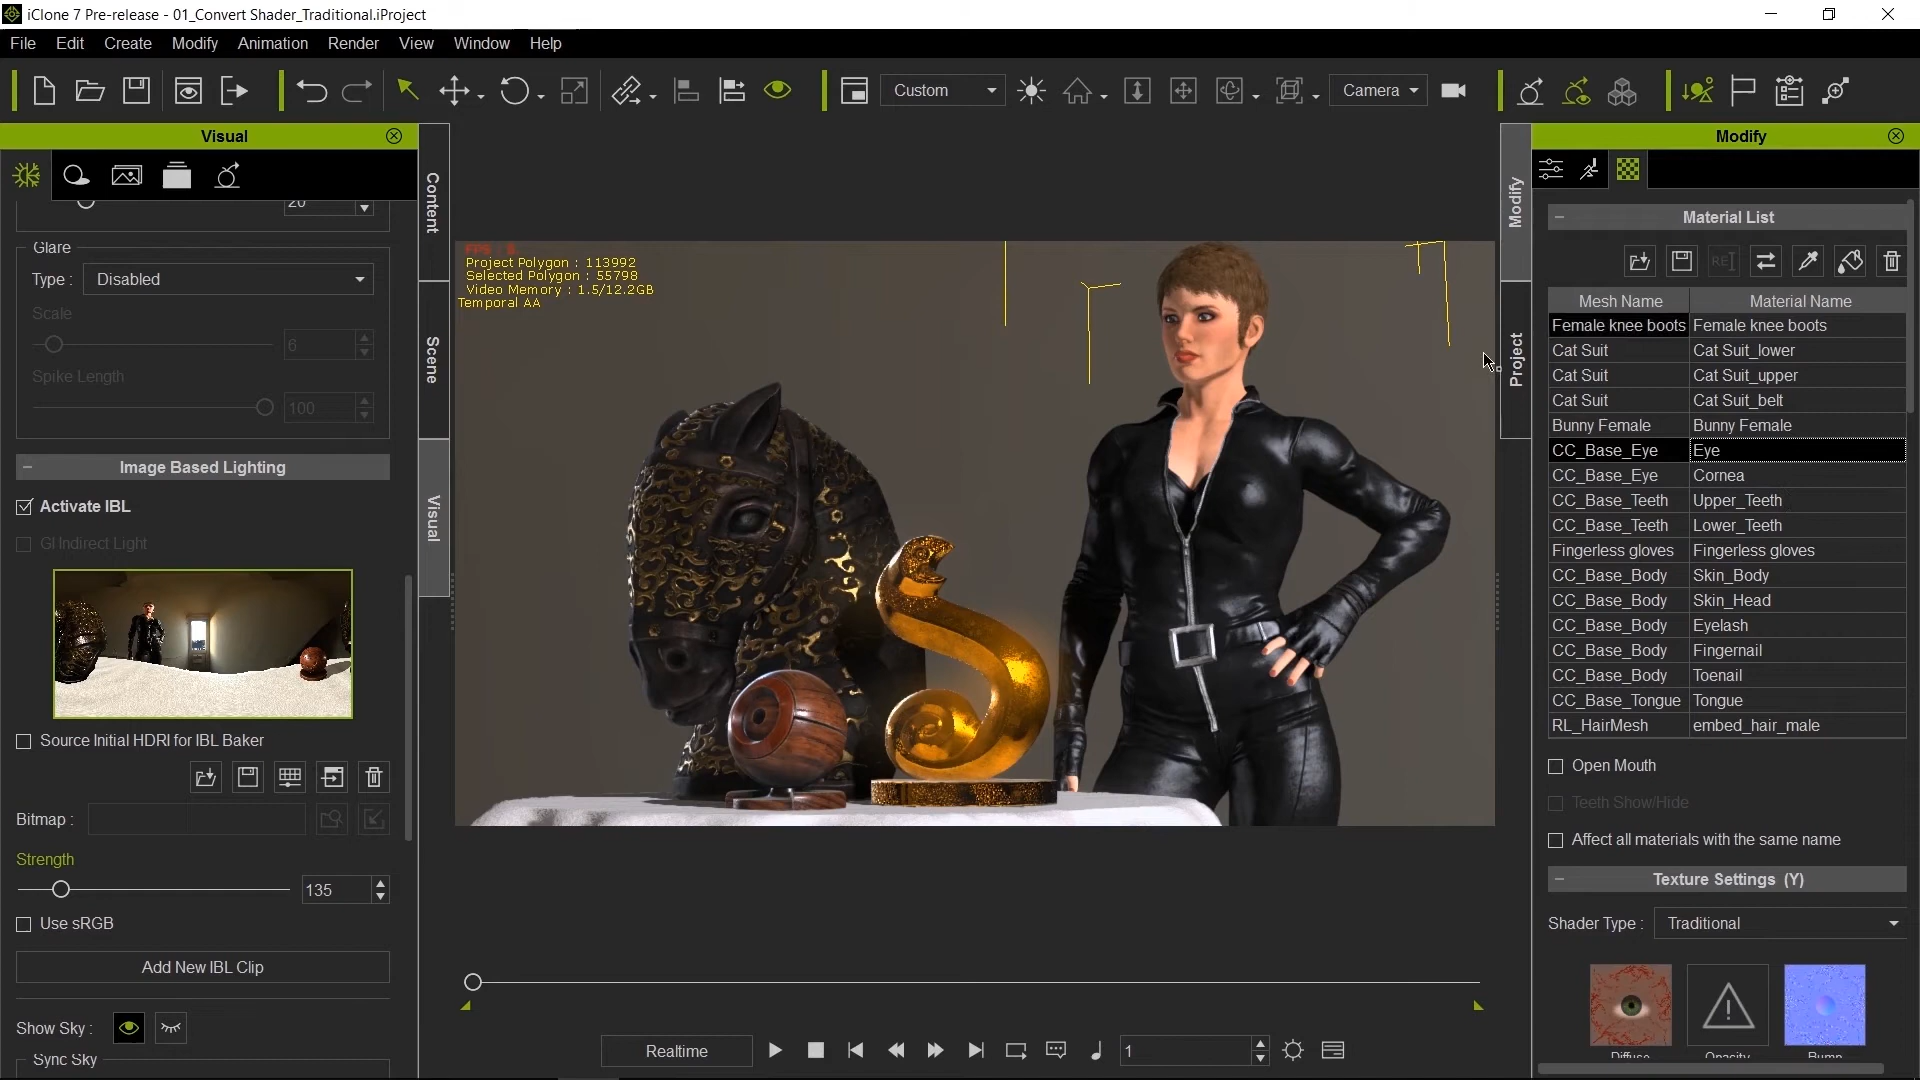 iClone 7 Pre-release - 01_Convert Shader_Traditional.iProject
File Edit Create Modify Animation Render View Window Help
Custom
Camera
Visual
20
Glare
Type : Disabled
Scale
6
Spike Length
100
Image Based Lighting
Activate IBL
GI Indirect Light
Source Initial HDRI for IBL Baker
Bitmap :
Strength
135
Use sRGB
Add New IBL Clip
Show Sky :
Sync Sky
Content
Scene
Visual
FPS : 8
Project Polygon : 113992
Selected Polygon : 55798
Video Memory : 1.5/12.2GB
Temporal AA
Realtime
1
Modify
Project
Modify
Material List
Mesh Name Material Name
Female knee boots Female knee boots
Cat Suit Cat Suit_lower
Cat Suit Cat Suit_upper
Cat Suit Cat Suit_belt
Bunny Female Bunny Female
CC_Base_Eye Eye
CC_Base_Eye Cornea
CC_Base_Teeth Upper_Teeth
CC_Base_Teeth Lower_Teeth
Fingerless gloves Fingerless gloves
CC_Base_Body Skin_Body
CC_Base_Body Skin_Head
CC_Base_Body Eyelash
CC_Base_Body Fingernail
CC_Base_Body Toenail
CC_Base_Tongue Tongue
RL_HairMesh embed_hair_male
Open Mouth
Teeth Show/Hide
Affect all materials with the same name
Texture Settings (Y)
Shader Type : Traditional
Diffuse Opacity Bump